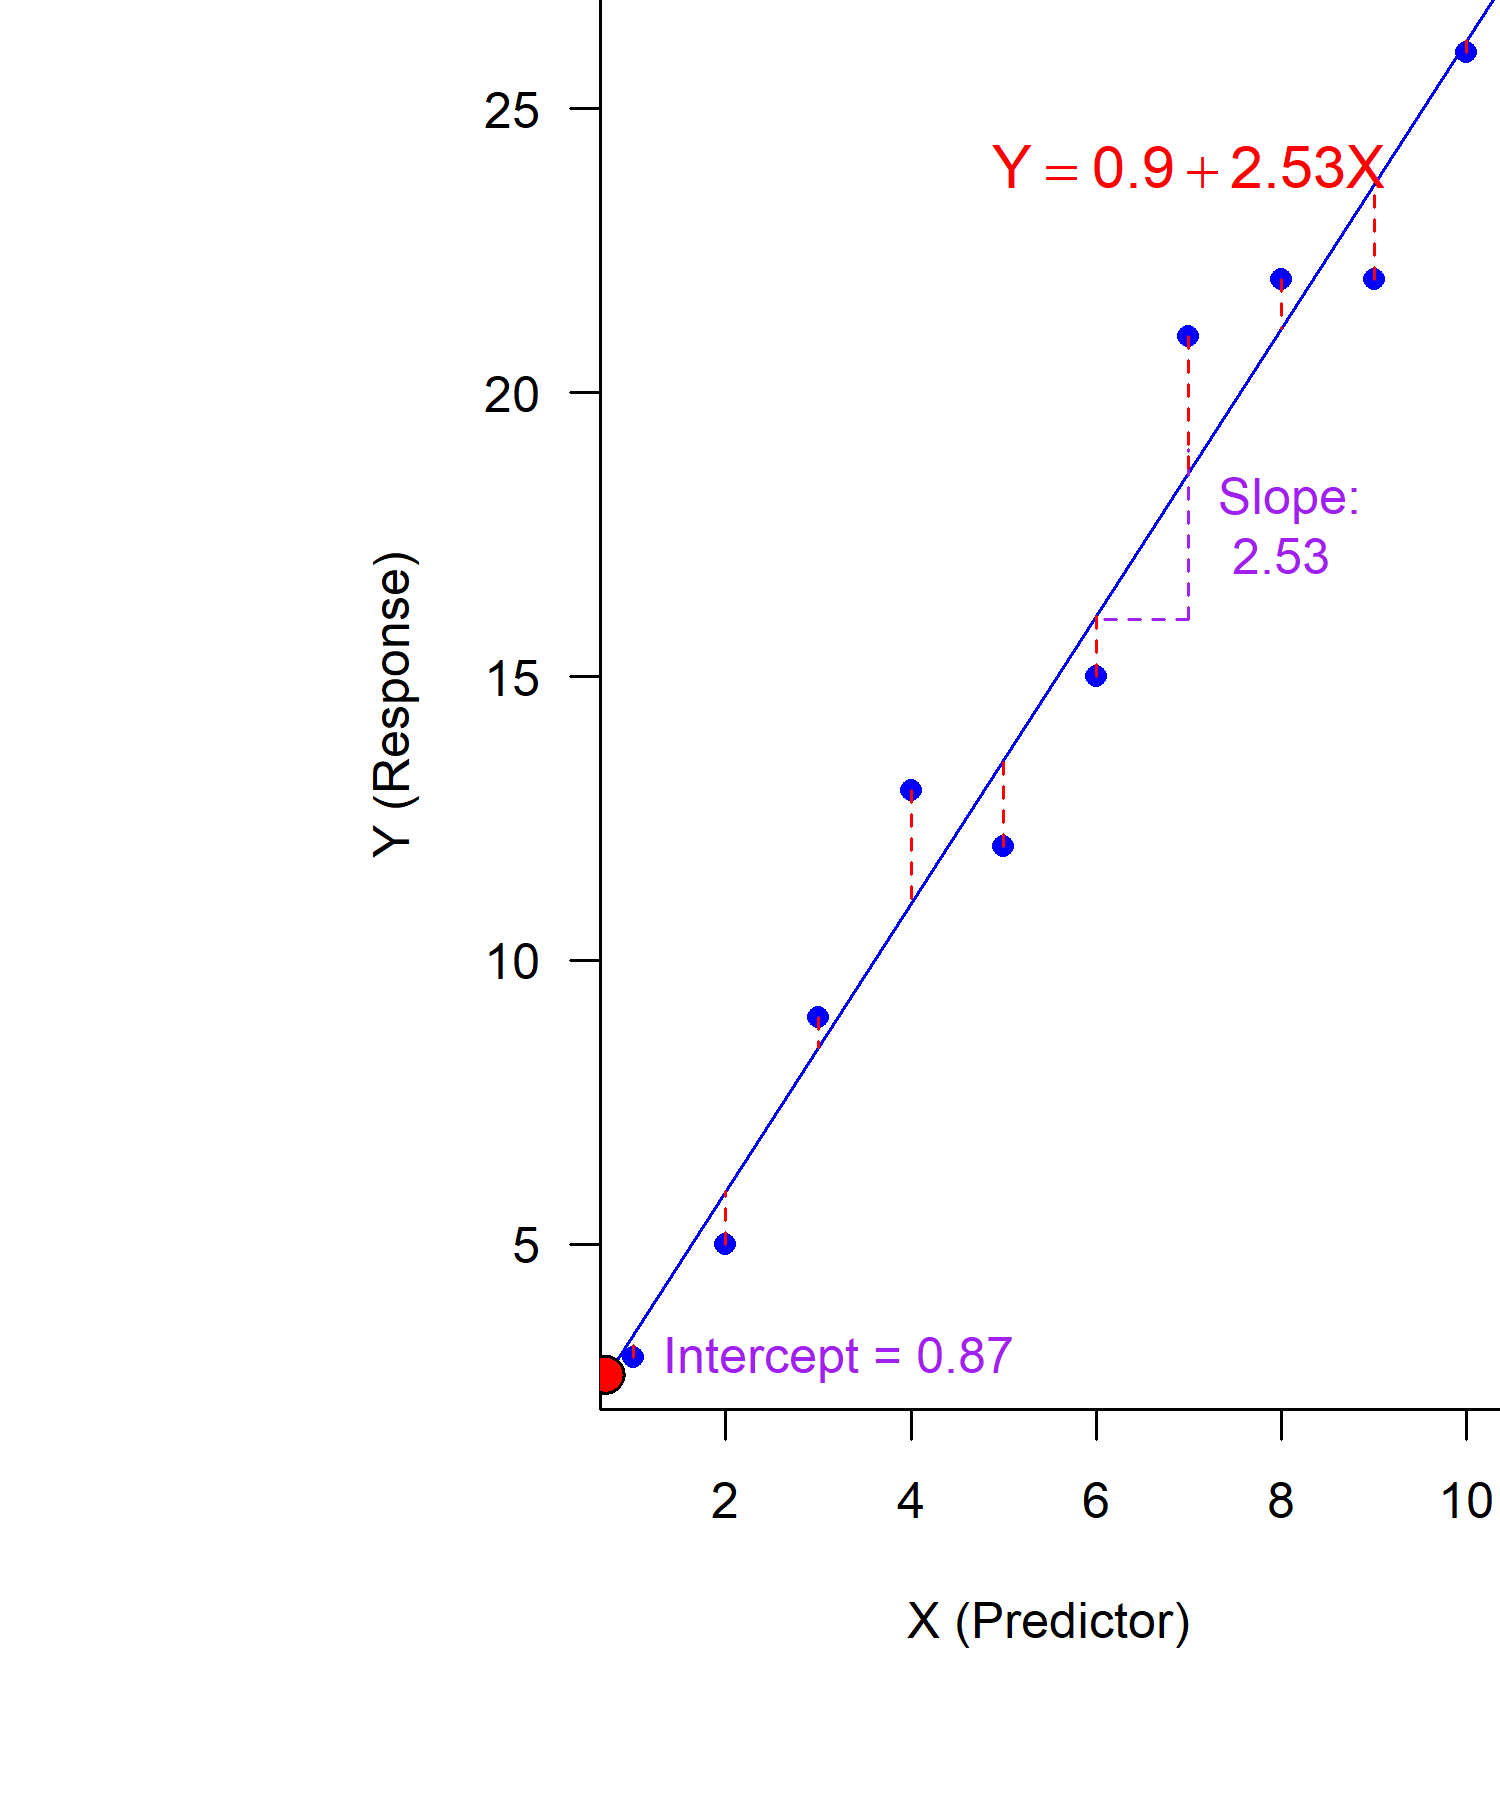 25
Y = 0.9 + 2.53X
20
Slope:
2.53
Y (Response)
15
10
5
Intercept = 0.87
2 4 6 8 10
X (Predictor)